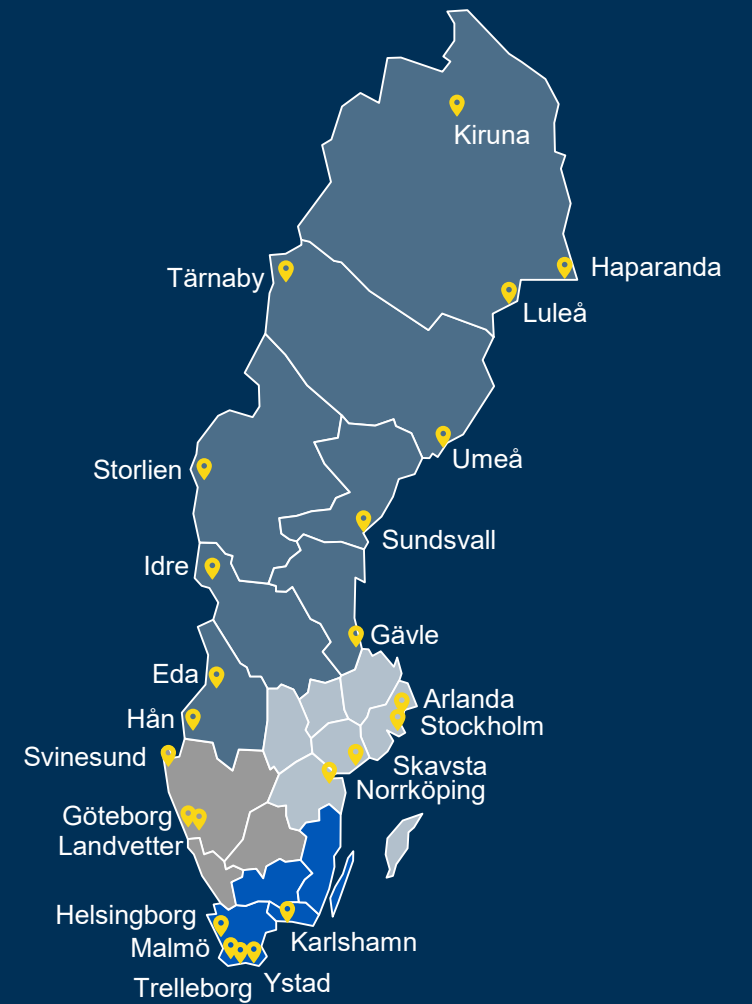 Kiruna
Haparanda
Tärnaby
Luleå
Umeå
Storlien
Sundsvall
Idre
Gävle
Eda
Arlanda
Hån
Stockholm
Svinesund
Skavsta
Norrköping
Göteborg
Landvetter
Helsingborg
Karlshamn
Malmö
Ystad
Trelleborg